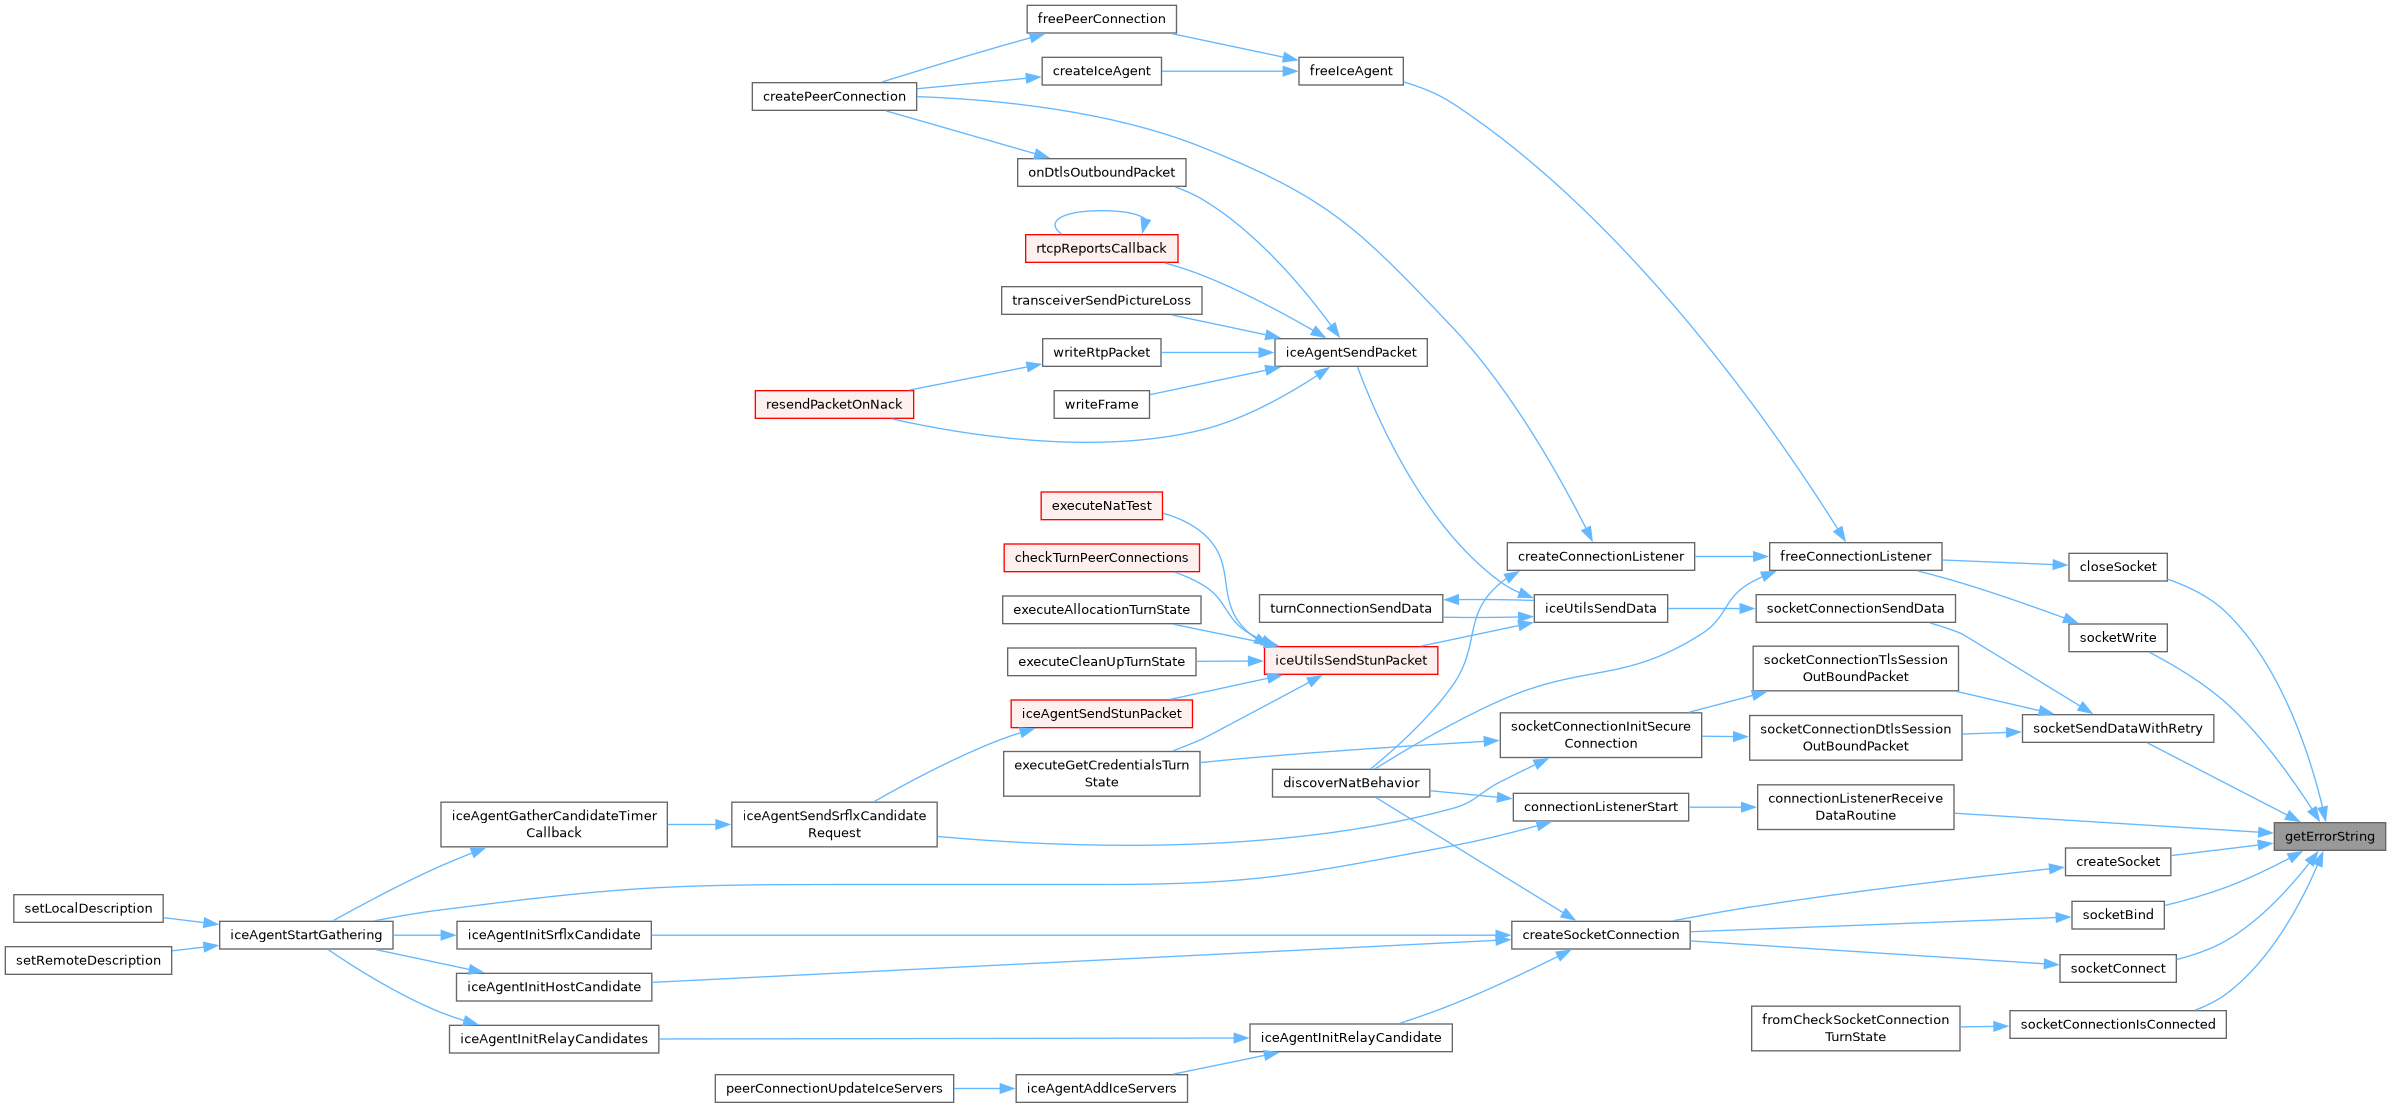 freePeerConnection
createIceAgent
freeIceAgent
createPeerConnection
onDtlsOutboundPacket
rtcpReportsCallback
transceiverSendPictureLoss
writeRtpPacket
iceAgentSendPacket
resendPacketOnNack
writeFrame
executeNatTest
checkTurnPeerConnections
createConnectionListener
freeConnectionListener
closeSocket
executeAllocationTurnState
turnConnectionSendData
iceUtilsSendData
socketConnectionSendData
socketWrite
executeCleanUpTurnState
iceUtilsSendStunPacket
socketConnectionTlsSession
OutBoundPacket
iceAgentSendStunPacket
socketConnectionInitSecure
Connection
socketConnectionDtlsSession
OutBoundPacket
socketSendDataWithRetry
executeGetCredentialsTurn
State
discoverNatBehavior
connectionListenerStart
connectionListenerReceive
DataRoutine
iceAgentGatherCandidateTimer
Callback
iceAgentSendSrflxCandidate
Request
getErrorString
createSocket
setLocalDescription
socketBind
iceAgentStartGathering
iceAgentInitSrflxCandidate
createSocketConnection
setRemoteDescription
socketConnect
iceAgentInitHostCandidate
fromCheckSocketConnection
TurnState
socketConnectionIsConnected
iceAgentInitRelayCandidates
iceAgentInitRelayCandidate
peerConnectionUpdateIceServers
iceAgentAddIceServers